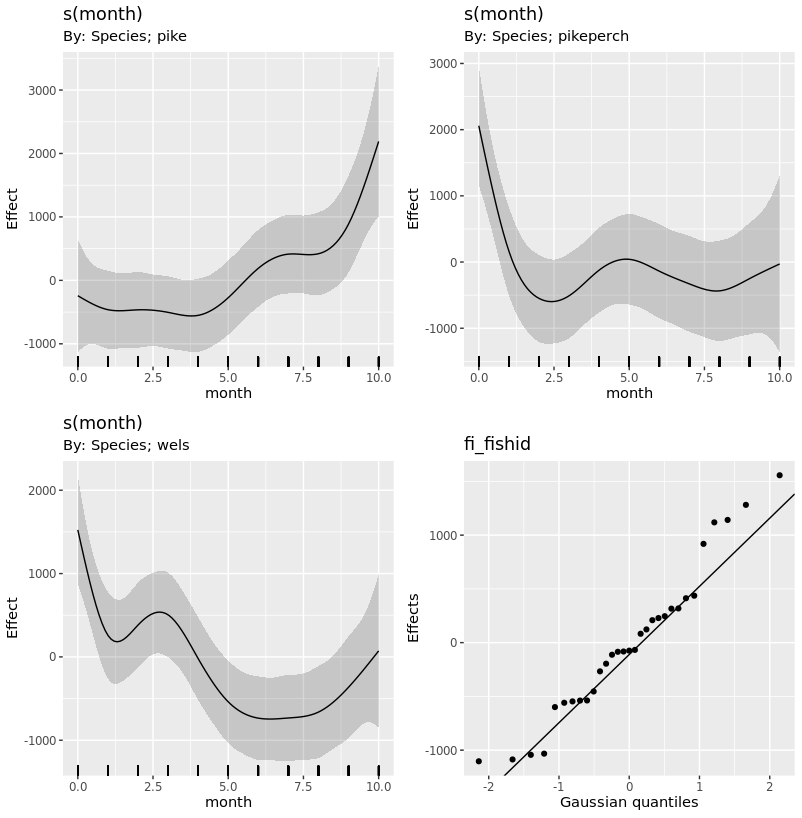 s(month)
By: Species; pike
3000
2000
1000
0
-1000
Effect
0.0 2.5 5.0 7.5 10.0
month
s(month)
By: Species; pikeperch
3000
2000
1000
0
-1000
Effect
0.0 2.5 5.0 7.5 10.0
month
s(month)
By: Species; wels
2000
1000
0
-1000
Effect
0.0 2.5 5.0 7.5 10.0
month
fi_fishid
1000
0
-1000
Effects
-2 -1 0 1 2
Gaussian quantiles